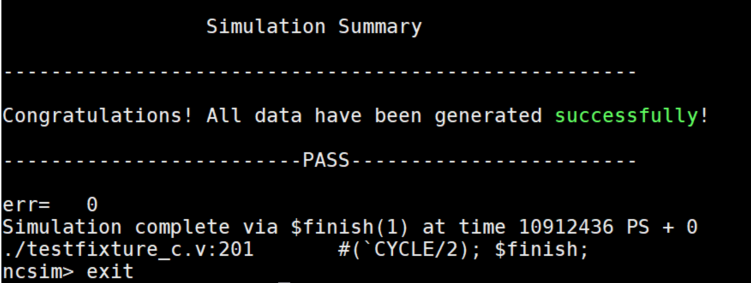 Simulation Summary
-----------------------------------------------------
Congratulations! All data have been generated successfully!
-------------------------PASS------------------------
err=   0
Simulation complete via $finish(1) at time 10912436 PS + 0
./testfixture_c.v:201       #(`CYCLE/2); $finish;
ncsim> exit